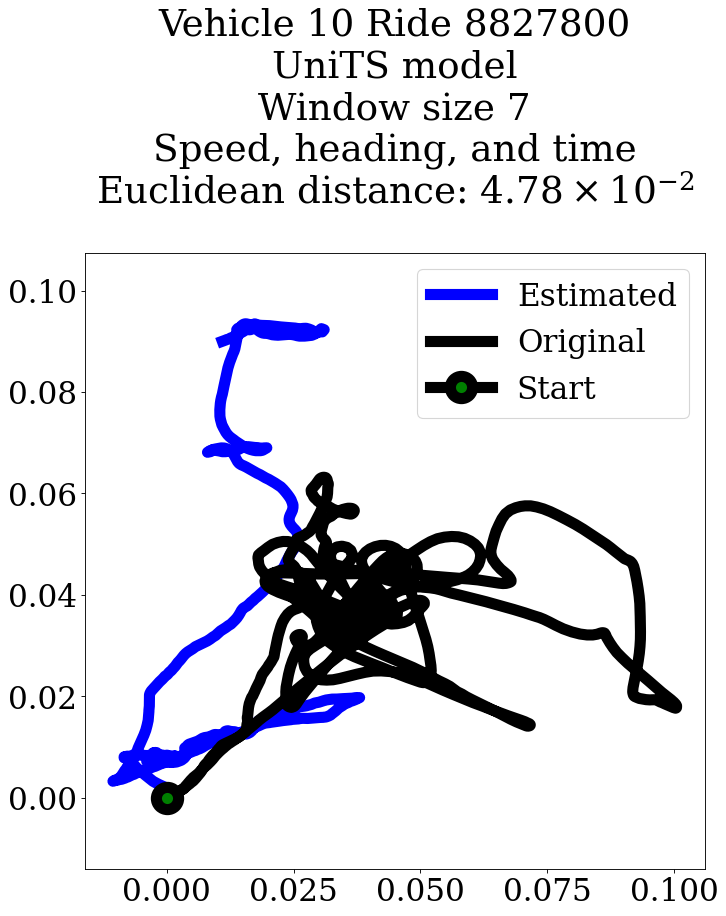 Vehicle 10 Ride 8827800
UniTS model
Window size 7
Speed, heading, and time
Euclidean distance: 4.78 × 10⁻²
Estimated
Original
Start
0.10
0.08
0.06
0.04
0.02
0.00
0.000 0.025 0.050 0.075 0.100